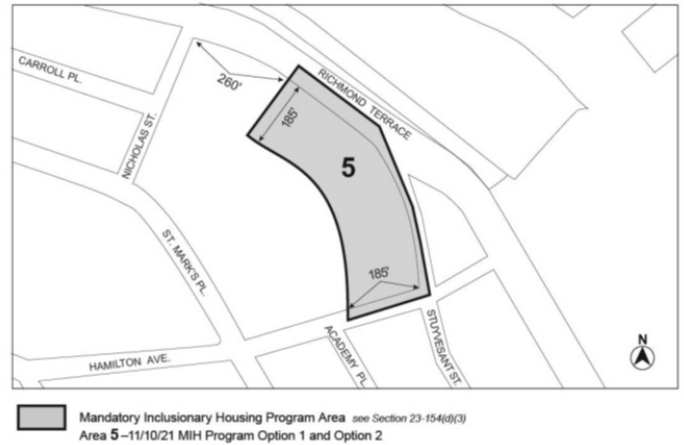 CARROLL PL.
260'
RICHMOND TERRACE
185'
NICHOLAS ST.
5
ST. MARK'S PL.
185'
N
STUYVESANT ST.
ACADEMY PL.
HAMILTON AVE.
Mandatory Inclusionary Housing Program Area see Section 23-154(d)(3)
Area 5 –11/10/21 MIH Program Option 1 and Option 2